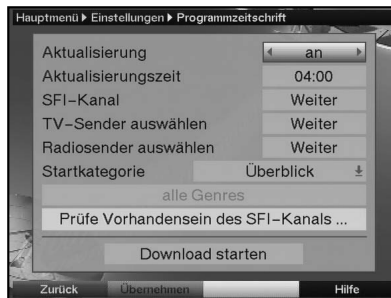 Hauptmenü Einstellungen Programmzeitschrift
Aktualisierung an
Aktualisierungszeit 04:00
SFI-Kanal Weiter
TV-Sender auswählen Weiter
Radiosender auswählen Weiter
Startkategorie Überblick
alle Genres
Prüfe Vorhandensein des SFI-Kanals ...
Download starten
Zurück Übernehmen Hilfe